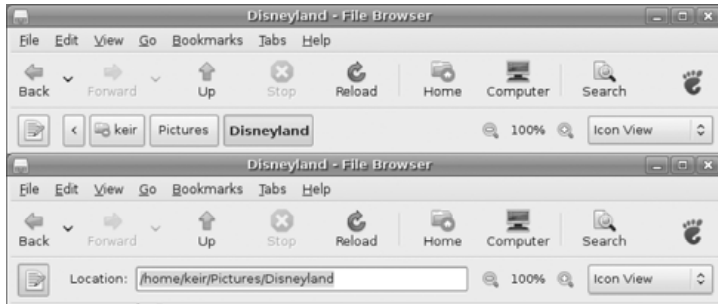 Disneyland - File Browser
File Edit View Go Bookmarks Tabs Help
Back Forward Up Stop Reload Home Computer Search
< keir Pictures Disneyland 100% Icon View
Disneyland - File Browser
File Edit View Go Bookmarks Tabs Help
Back Forward Up Stop Reload Home Computer Search
Location: /home/keir/Pictures/Disneyland 100% Icon View